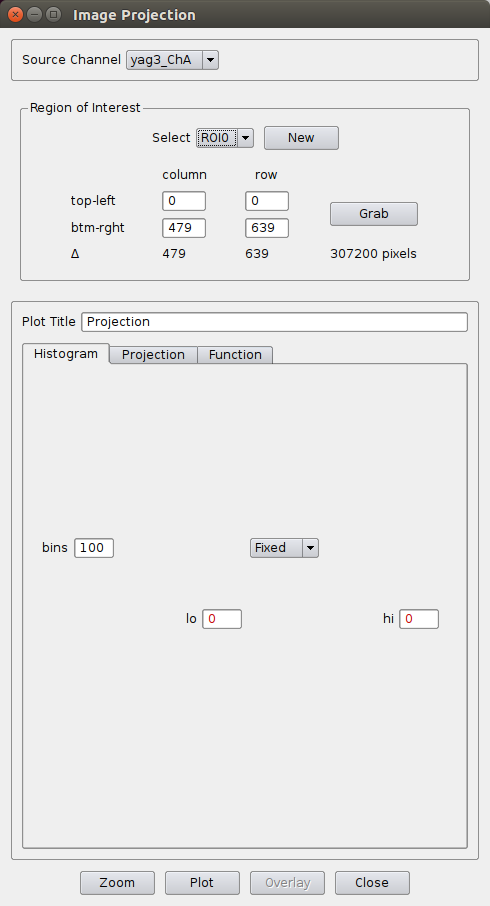 Image Projection
Source Channel yag3_ChA
Region of Interest
Select ROI0 New
column row
top-left 0 0
Grab
btm-rght 479 639
Δ 479 639 307200 pixels
Plot Title Projection
Histogram Projection Function
bins 100 Fixed
lo 0 hi 0
Zoom Plot Overlay Close